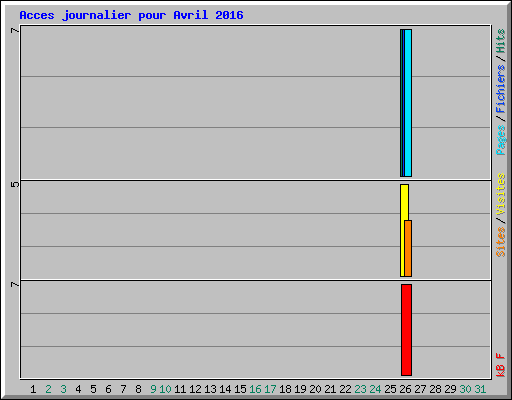 Acces journalier pour Avril 2016
7
5
7
Pages/Fichiers/Hits
Sites/Visites
kB F
1 2 3 4 5 6 7 8 9 10 11 12 13 14 15 16 17 18 19 20 21 22 23 24 25 26 27 28 29 30 31